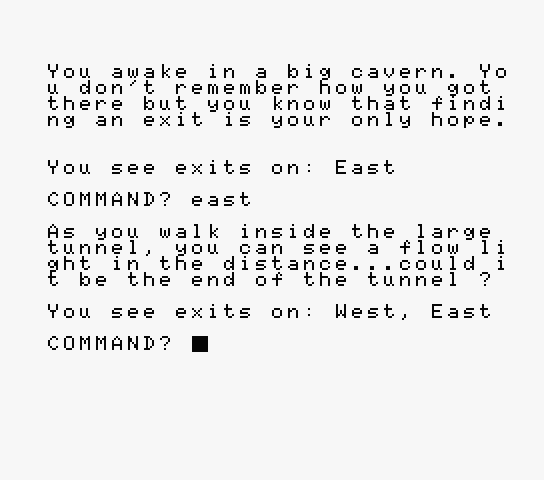 You awake in a big cavern. Yo
u don't remember how you got
there but you know that findi
ng an exit is your only hope.
You see exits on: East
COMMAND? east
As you walk inside the large
tunnel, you can see a flow li
ght in the distance...could i
t be the end of the tunnel ?
You see exits on: West, East
COMMAND?